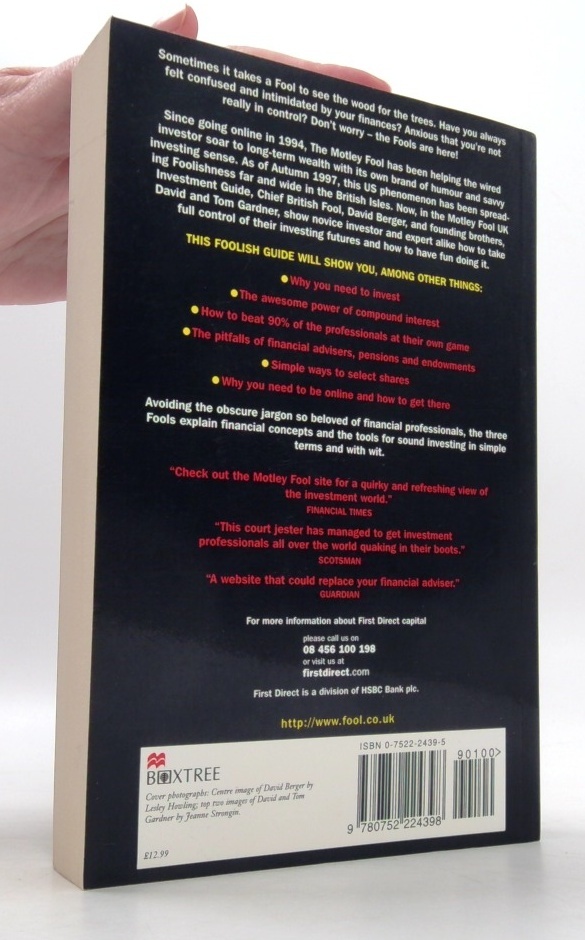 Sometimes it takes a Fool to see the wood for the trees. Have you always
felt confused and intimidated by your finances? Anxious that you're not
really in control? Don't worry – the Fools are here!
Since going online in 1994, The Motley Fool has been helping the wired
investor soar to long-term wealth with its own brand of humour and savvy
investing sense. As of Autumn 1997, this US phenomenon has been spread-
ing Foolishness far and wide in the British Isles. Now, in the Motley Fool UK
Investment Guide, Chief British Fool, David Berger, and founding brothers,
David and Tom Gardner, show novice investor and expert alike how to take
full control of their investing futures and how to have fun doing it.
THIS FOOLISH GUIDE WILL SHOW YOU, AMONG OTHER THINGS:
●Why you need to invest
●The awesome power of compound interest
●How to beat 90% of the professionals at their own game
●The pitfalls of financial advisers, pensions and endowments
●Simple ways to select shares
●Why you need to be online and how to get there
Avoiding the obscure jargon so beloved of financial professionals, the three
Fools explain financial concepts and the tools for sound investing in simple
terms and with wit.
"Check out the Motley Fool site for a quirky and refreshing view of
the investment world."
FINANCIAL TIMES
"This court jester has managed to get investment
professionals all over the world quaking in their boots."
SCOTSMAN
"A website that could replace your financial adviser."
GUARDIAN
For more information about First Direct capital
please call us on
08 456 100 198
or visit us at
firstdirect.com
First Direct is a division of HSBC Bank plc.
http://www.fool.co.uk
BOXTREE
Cover photographs: Centre image of David Berger by
Lesley Howling; top two images of David and Tom
Gardner by Jeanne Strongin.
£12.99
ISBN 0-7522-2439-5
90100>
9 780752 224398